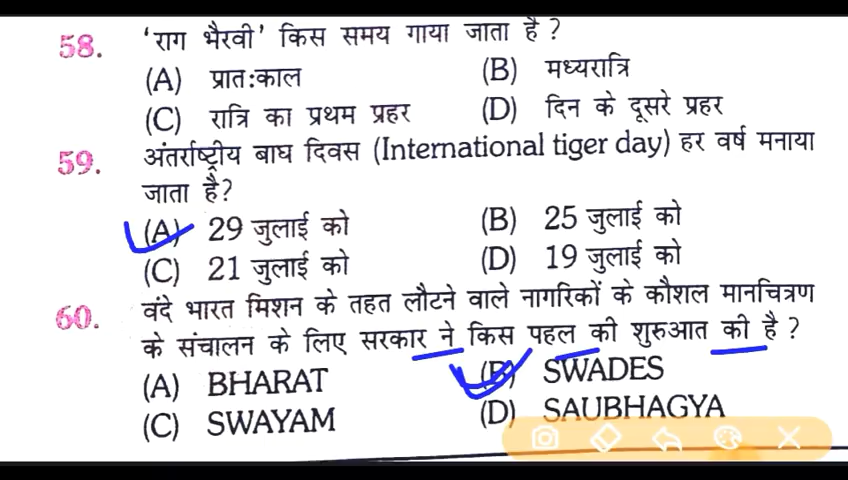 58. 'राग भैरवी' किस समय गाया जाता है ?
(A) प्रात:काल (B) मध्यरात्रि
(C) रात्रि का प्रथम प्रहर (D) दिन के दूसरे प्रहर
59. अंतर्राष्ट्रीय बाघ दिवस (International tiger day) हर वर्ष मनाया
जाता है?
(A) 29 जुलाई को (B) 25 जुलाई को
(C) 21 जुलाई को (D) 19 जुलाई को
60. वंदे भारत मिशन के तहत लौटने वाले नागरिकों के कौशल मानचित्रण
के संचालन के लिए सरकार ने किस पहल की शुरुआत की है ?
(A) BHARAT (B) SWADES
(C) SWAYAM (D) SAUBHAGYA